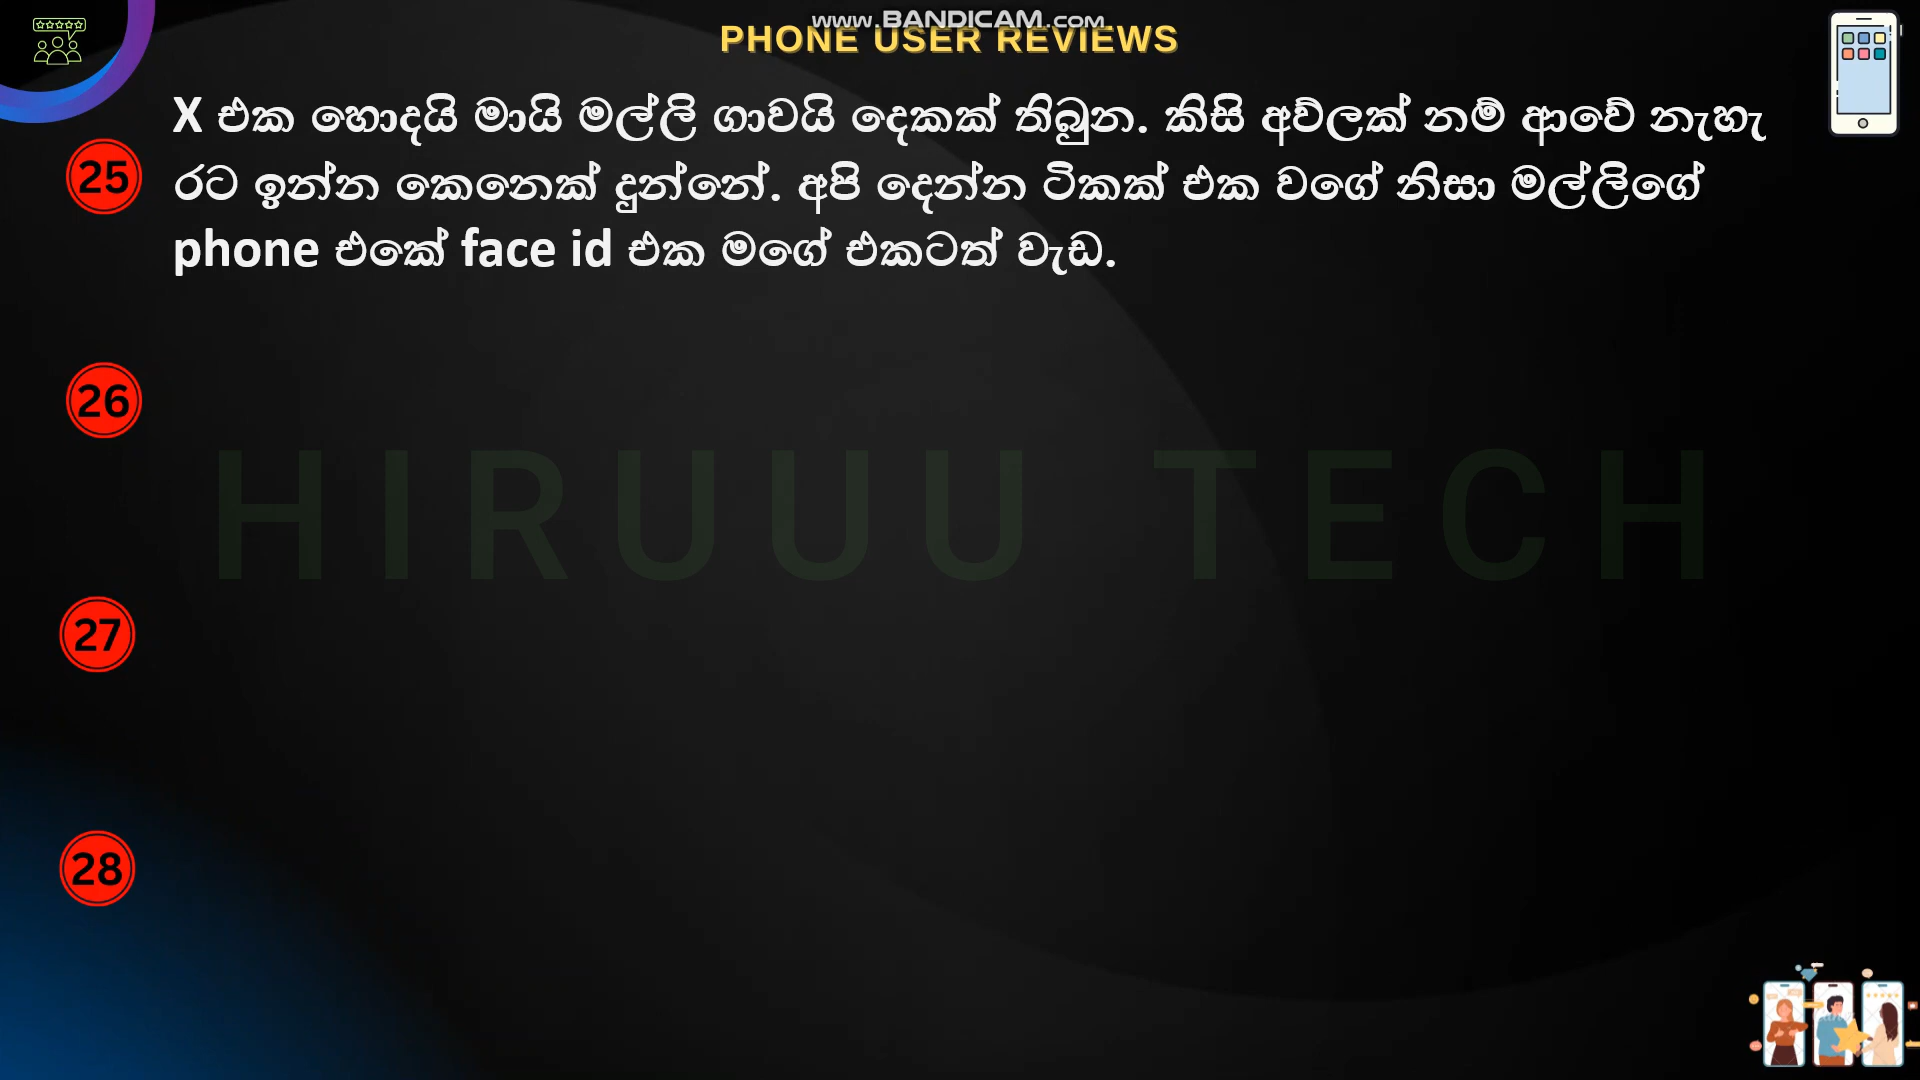 www.BANDICAM.com
PHONE USER REVIEWS
X එක හොදයි මායි මල්ලි ගාවයි දෙකක් තිබුන. කිසි අව්ලක් නම් ආවේ නැහැ
25
රට ඉන්න කෙනෙක් දුන්නේ. අපි දෙන්න ටිකක් එක වගේ නිසා මල්ලිගේ
phone එකේ face id එක මගේ එකටත් වැඩ.
26
HIRUUU TECH
27
28